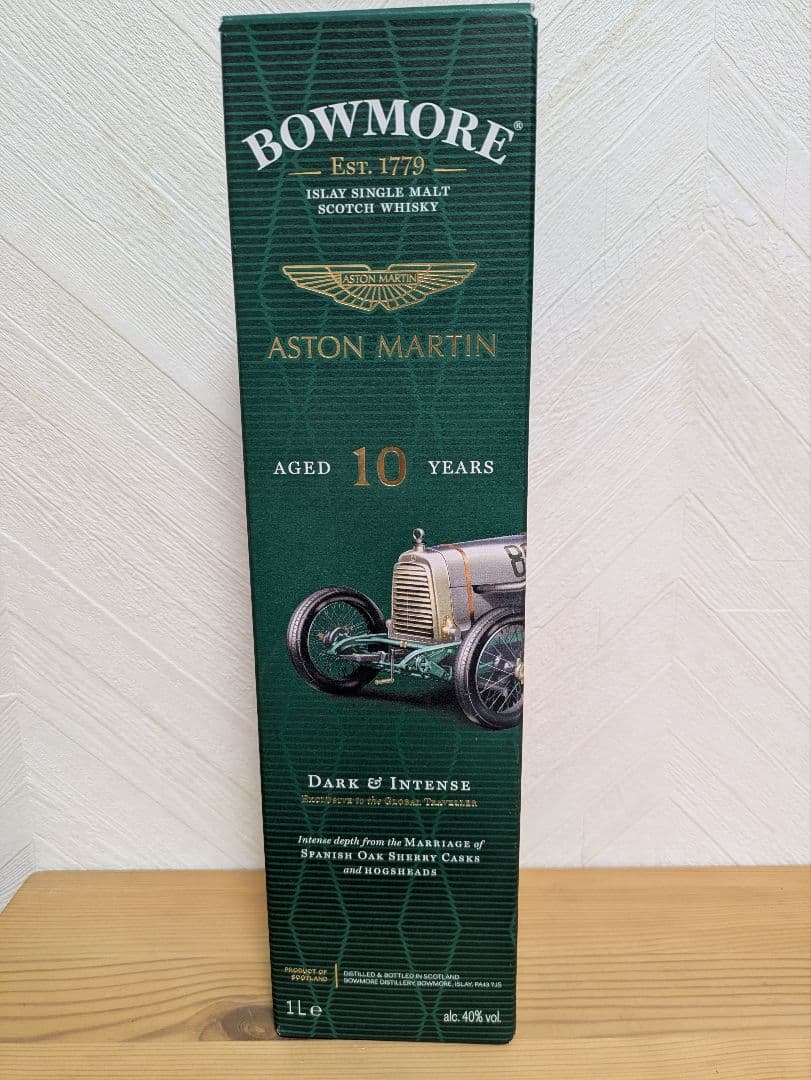 BOWMORE®
EST. 1779
ISLAY SINGLE MALT
SCOTCH WHISKY
ASTON MARTIN
ASTON MARTIN
AGED 10 YEARS
DARK & INTENSE
EXCLUSIVE to the GLOBAL TRAVELLER
Intense depth from the MARRIAGE of
SPANISH OAK SHERRY CASKS
and HOGSHEADS
PRODUCT OF
SCOTLAND
DISTILLED & BOTTLED IN SCOTLAND
BOWMORE DISTILLERY, BOWMORE, ISLAY, PA43 7JS
1L e
alc. 40% vol.